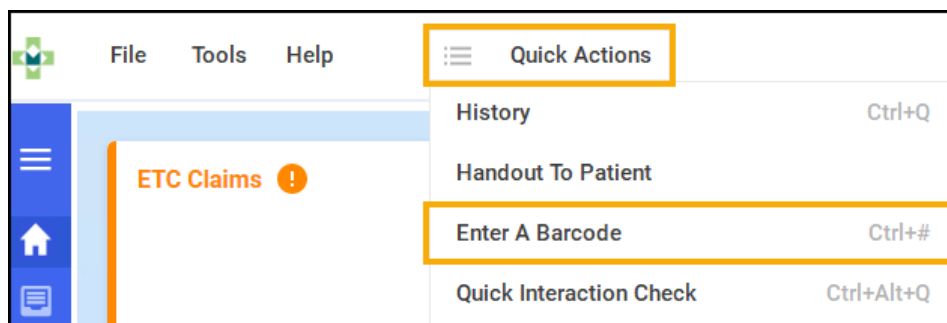 File Tools Help Quick Actions
History Ctrl+Q
Handout To Patient
ETC Claims !
Enter A Barcode Ctrl+#
Quick Interaction Check Ctrl+Alt+Q